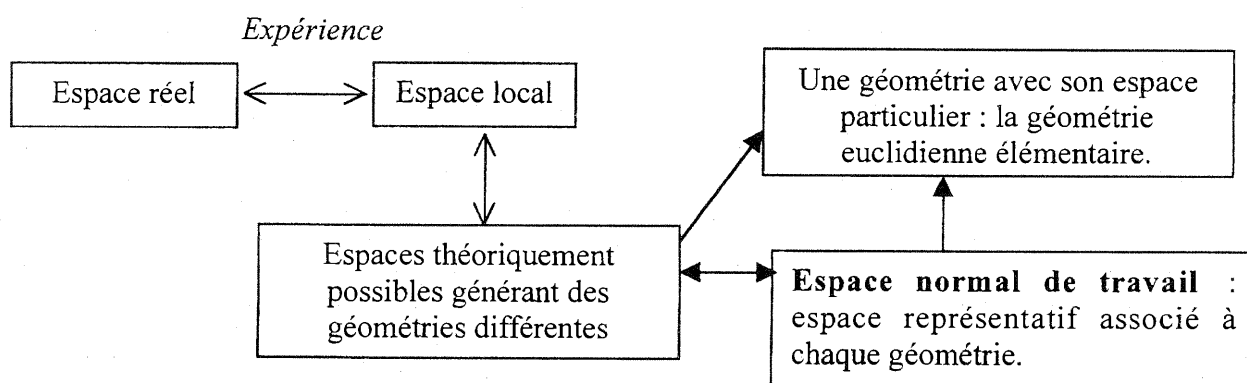 Expérience
Espace réel
Espace local
Une géométrie avec son espace
particulier : la géométrie
euclidienne élémentaire.
Espaces théoriquement
possibles générant des
géométries différentes
Espace normal de travail :
espace représentatif associé à
chaque géométrie.